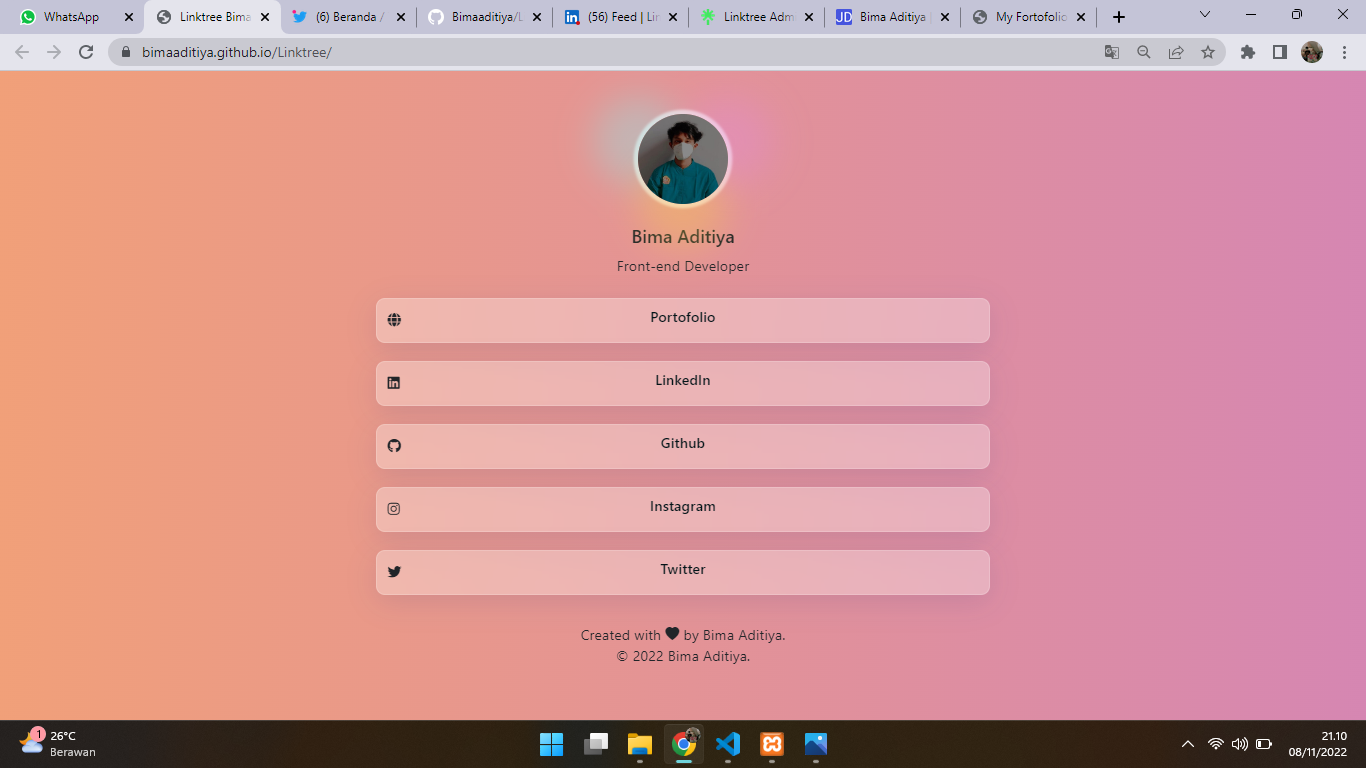 WhatsApp
Linktree Bima
(6) Beranda /
Bimaaditiya/L
(56) Feed | Lin
Linktree Adm
JD Bima Aditiya |
My Fortofolio
bimaaditiya.github.io/Linktree/
Bima Aditiya
Front-end Developer
Portofolio
LinkedIn
Github
Instagram
Twitter
Created with by Bima Aditiya.
© 2022 Bima Aditiya.
1
26°C
Berawan
21.10
08/11/2022